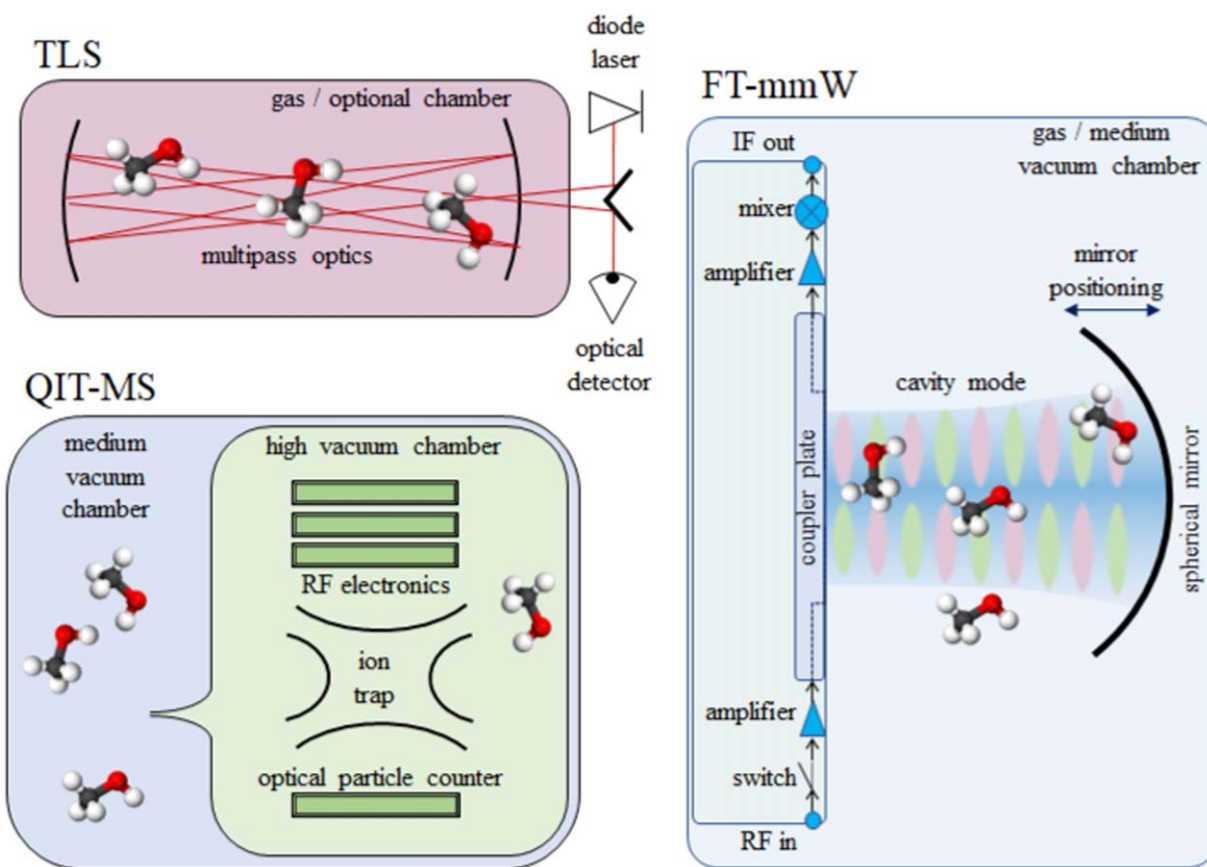 TLS
gas / optional chamber
multipass optics
diode
laser
optical
detector
QIT-MS
medium
vacuum
chamber
high vacuum chamber
RF electronics
ion
trap
optical particle counter
FT-mmW
gas / medium
vacuum chamber
IF out
mixer
amplifier
mirror
positioning
cavity mode
coupler plate
spherical mirror
amplifier
switch
RF in